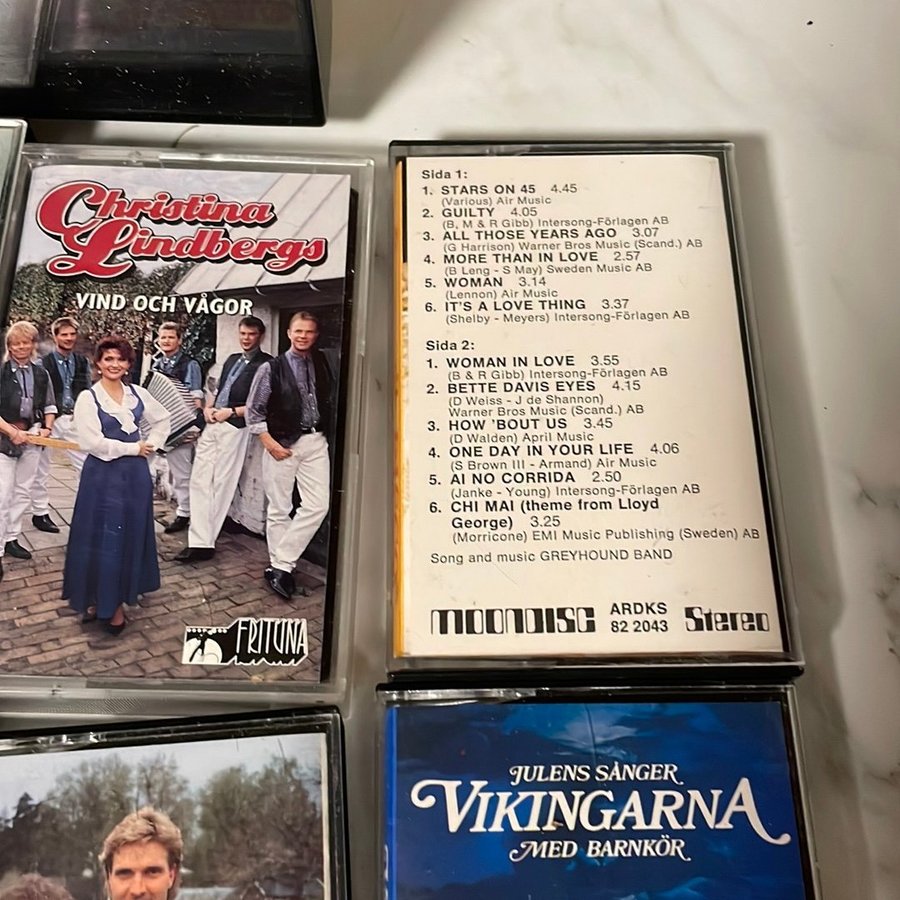 Christina
Lindbergs
VIND OCH VÅGOR
FRITUNA
Sida 1:
1. STARS ON 45 4.45
(Various) Air Music
2. GUILTY 4.05
(B, M & R Gibb) Intersong-Förlagen AB
3. ALL THOSE YEARS AGO 3.07
(G Harrison) Warner Bros Music (Scand.) AB
4. MORE THAN IN LOVE 2.57
(B Leng - S May) Sweden Music AB
5. WOMAN 3.14
(Lennon) Air Music
6. IT'S A LOVE THING 3.37
(Shelby - Meyers) Intersong-Förlagen AB
Sida 2:
1. WOMAN IN LOVE 3.55
(B & R Gibb) Intersong-Förlagen AB
2. BETTE DAVIS EYES 4.15
(D Weiss - J de Shannon)
Warner Bros Music (Scand.) AB
3. HOW 'BOUT US 3.45
(D Walden) April Music
4. ONE DAY IN YOUR LIFE 4.06
(S Brown III - Armand) Air Music
5. AI NO CORRIDA 2.50
(Janke - Young) Intersong-Förlagen AB
6. CHI MAI (theme from Lloyd
George) 3.25
(Morricone) EMI Music Publishing (Sweden) AB
Song and music GREYHOUND BAND
MOONDISC ARDKS
82 2043 Stereo
JULENS SÅNGER
VIKINGARNA
MED BARNKÖR